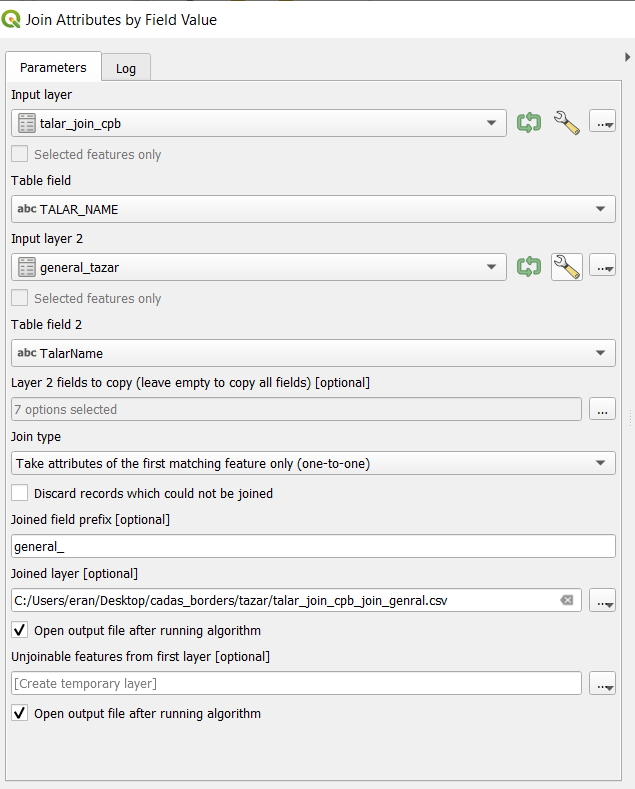 Join Attributes by Field Value
Parameters
Log
Input layer
talar_join_cpb
...
Selected features only
Table field
abc TALAR_NAME
Input layer 2
general_tazar
...
Selected features only
Table field 2
abc TalarName
Layer 2 fields to copy (leave empty to copy all fields) [optional]
7 options selected
...
Join type
Take attributes of the first matching feature only (one-to-one)
Discard records which could not be joined
Joined field prefix [optional]
general_
Joined layer [optional]
C:/Users/eran/Desktop/cadas_borders/tazar/talar_join_cpb_join_genral.csv
...
Open output file after running algorithm
Unjoinable features from first layer [optional]
[Create temporary layer]
...
Open output file after running algorithm